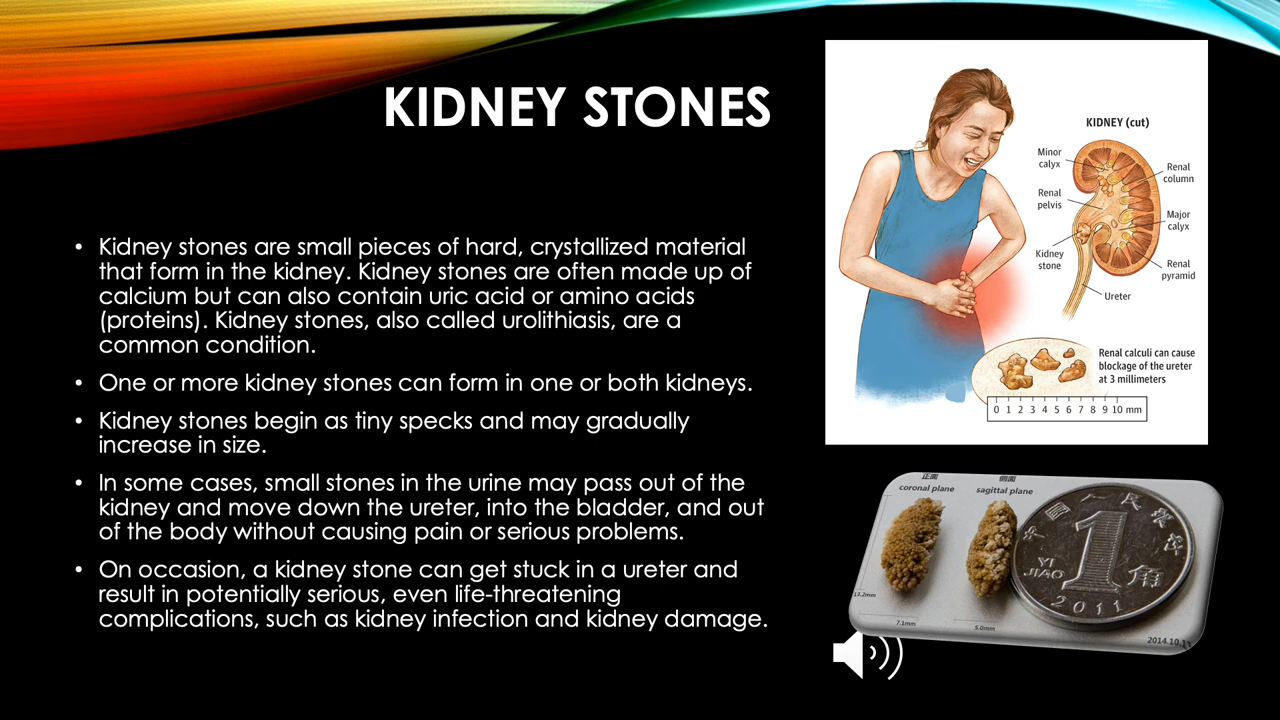 KIDNEY STONES
• Kidney stones are small pieces of hard, crystallized material
that form in the kidney. Kidney stones are often made up of
calcium but can also contain uric acid or amino acids
(proteins). Kidney stones, also called urolithiasis, are a
common condition.
• One or more kidney stones can form in one or both kidneys.
• Kidney stones begin as tiny specks and may gradually
increase in size.
• In some cases, small stones in the urine may pass out of the
kidney and move down the ureter, into the bladder, and out
of the body without causing pain or serious problems.
• On occasion, a kidney stone can get stuck in a ureter and
result in potentially serious, even life-threatening
complications, such as kidney infection and kidney damage.
KIDNEY (cut)
Minor
calyx
Renal
column
Renal
pelvis
Major
calyx
Kidney
stone
Renal
pyramid
Ureter
Renal calculi can cause
blockage of the ureter
at 3 millimeters
0 1 2 3 4 5 6 7 8 9 10 mm
正面
coronal plane
側面
sagittal plane
中国人民银行
1
YI
JIAO
角
2011
13.2mm
7.1mm
5.0mm
2014.10.11